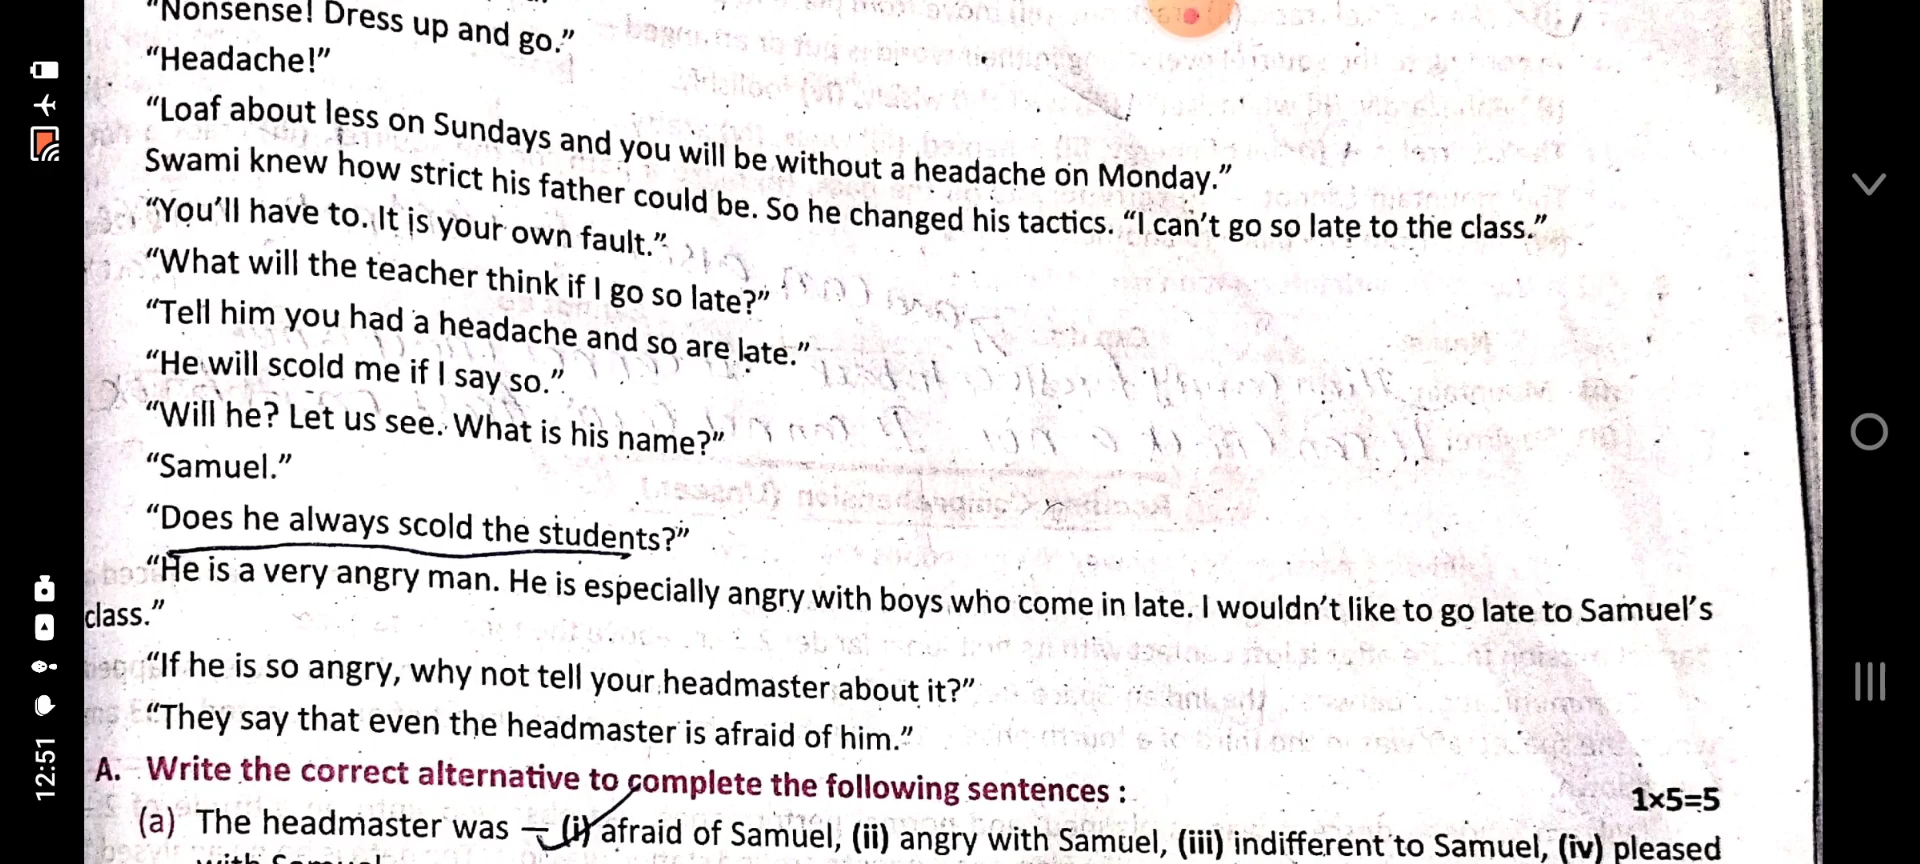 "Nonsense! Dress up and go."
"Headache!"
"Loaf about less on Sundays and you will be without a headache on Monday."
Swami knew how strict his father could be. So he changed his tactics. "I can't go so late to the class."
"You'll have to. It is your own fault."
"What will the teacher think if I go so late?"
"Tell him you had a headache and so are late."
"He will scold me if I say so."
"Will he? Let us see. What is his name?"
"Samuel."
"Does he always scold the students?"
"He is a very angry man. He is especially angry with boys who come in late. I wouldn't like to go late to Samuel's
class."
"If he is so angry, why not tell your headmaster about it?"
"They say that even the headmaster is afraid of him."
A. Write the correct alternative to complete the following sentences :
1×5=5
(a) The headmaster was — (i) afraid of Samuel, (ii) angry with Samuel, (iii) indifferent to Samuel, (iv) pleased
with Samuel
12:51